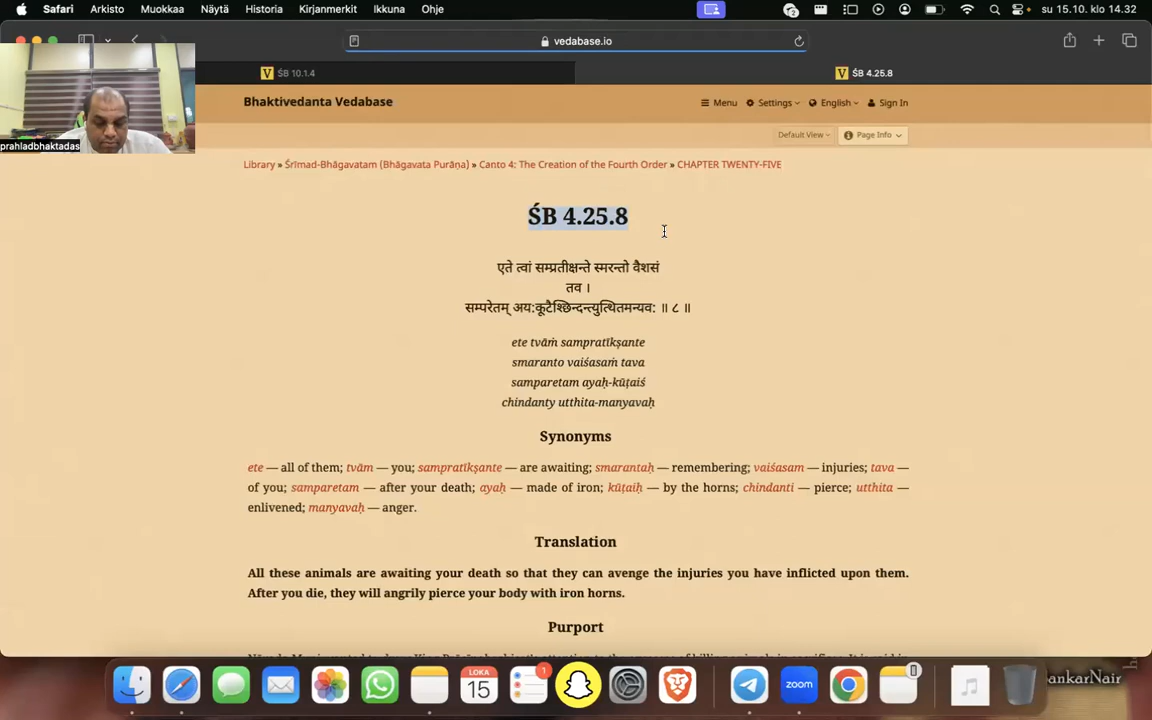 Safari Arkisto Muokkaa Näytä Historia Kirjanmerkit Ikkuna Ohje su 15.10. klo 14.32
vedabase.io
prahladbhaktadas
V ŚB 10.1.4
V ŚB 4.25.8
Bhaktivedanta Vedabase
Menu Settings English Sign In
Default View Page Info
Library » Śrīmad-Bhāgavatam (Bhāgavata Purāṇa) » Canto 4: The Creation of the Fourth Order » CHAPTER TWENTY-FIVE
ŚB 4.25.8
एते त्वां सम्प्रतीक्षन्ते स्मरन्तो वैशसं
तव ।
सम्परेतम् अय:कूटैश्छिन्दन्त्युत्थितमन्यव: ॥ ८ ॥
ete tvāṁ sampratīkṣante
smaranto vaiśasaṁ tava
samparetam ayaḥ-kūṭaiś
chindanty utthita-manyavaḥ
Synonyms
ete — all of them; tvām — you; sampratīkṣante — are awaiting; smarantaḥ — remembering; vaiśasam — injuries; tava —
of you; samparetam — after your death; ayaḥ — made of iron; kūṭaiḥ — by the horns; chindanti — pierce; utthita —
enlivened; manyavaḥ — anger.
Translation
All these animals are awaiting your death so that they can avenge the injuries you have inflicted upon them.
After you die, they will angrily pierce your body with iron horns.
Purport
LOKA
15
1
zoom
ankarNair